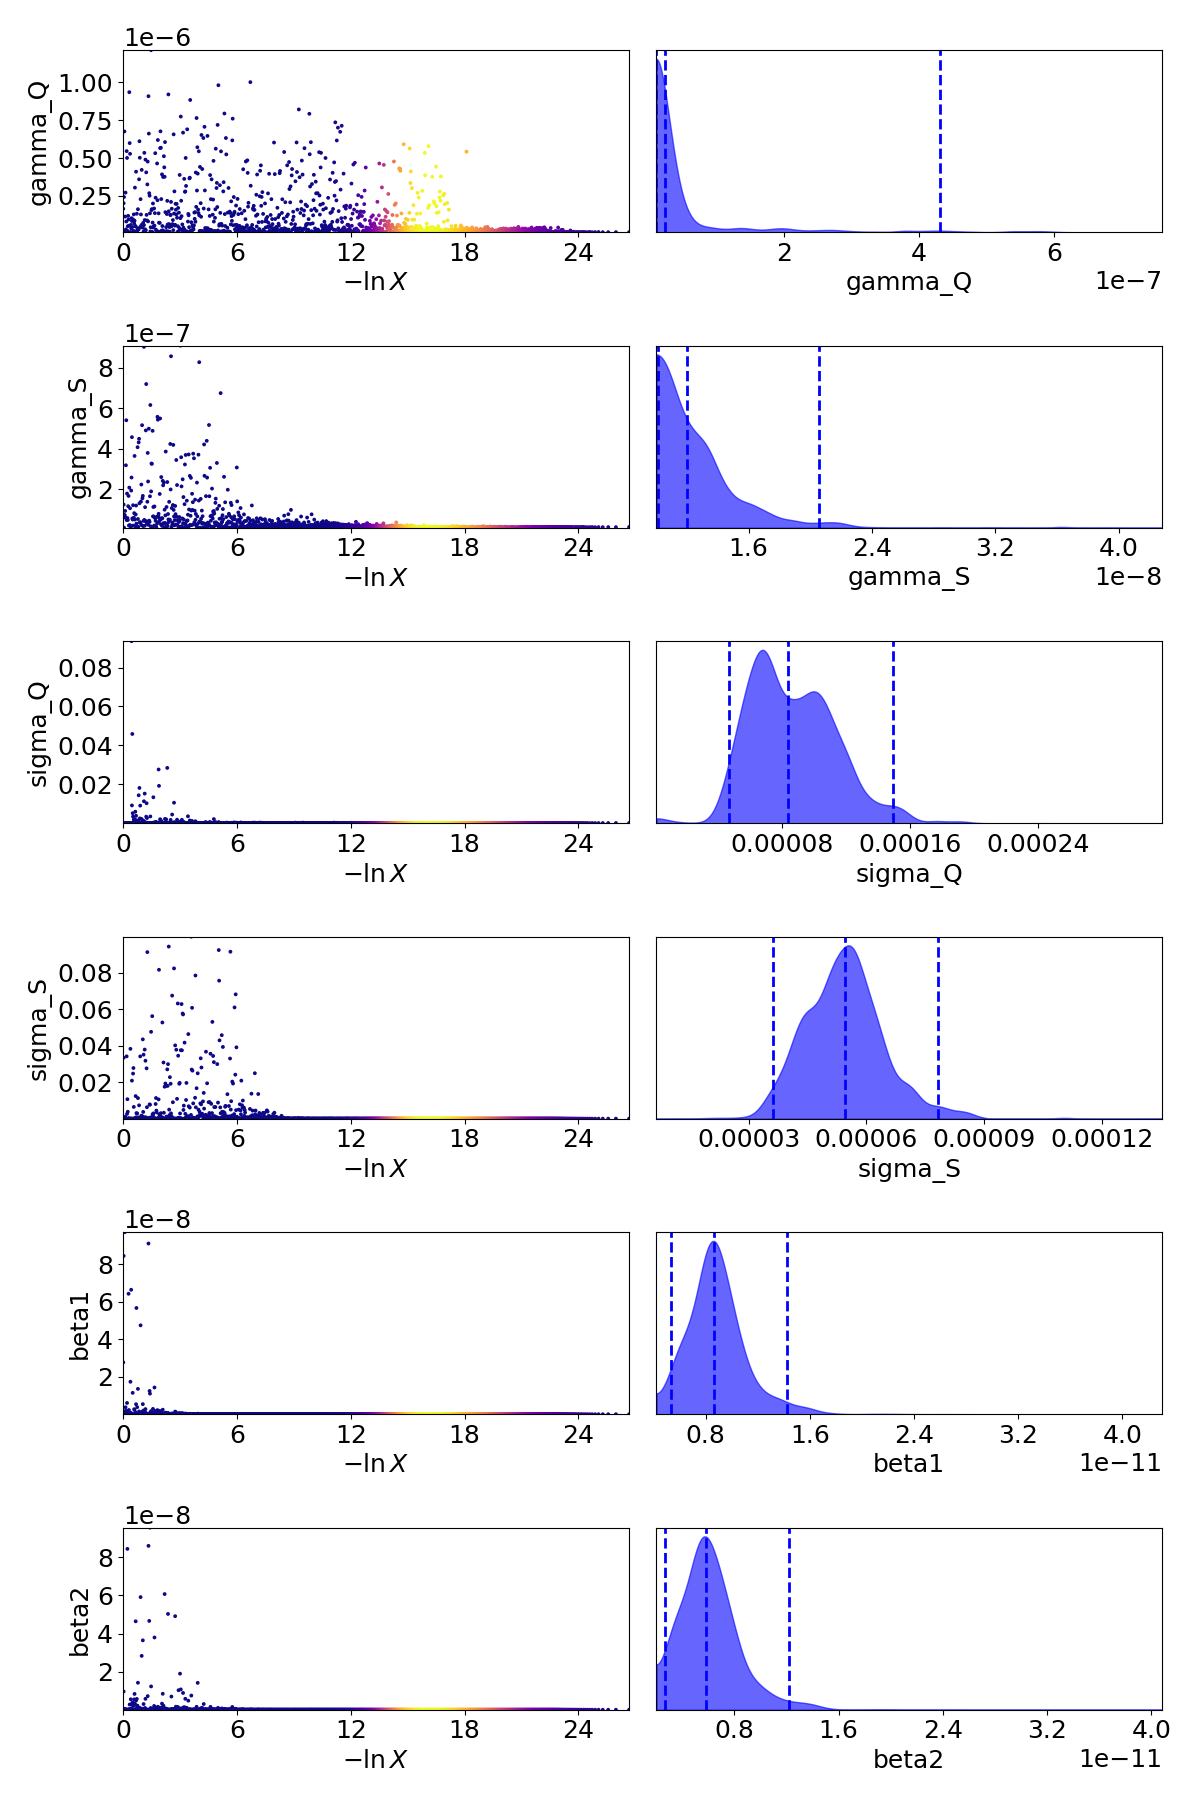 1e−6
gamma_Q
1.00
0.75
0.50
0.25
0 6 12 18 24
−ln X
2 4 6
gamma_Q
1e−7
1e−7
gamma_S
8
6
4
2
0 6 12 18 24
−ln X
1.6 2.4 3.2 4.0
gamma_S
1e−8
sigma_Q
0.08
0.06
0.04
0.02
0 6 12 18 24
−ln X
0.00008 0.00016 0.00024
sigma_Q
sigma_S
0.08
0.06
0.04
0.02
0 6 12 18 24
−ln X
0.00003 0.00006 0.00009 0.00012
sigma_S
1e−8
beta1
8
6
4
2
0 6 12 18 24
−ln X
0.8 1.6 2.4 3.2 4.0
beta1
1e−11
1e−8
beta2
8
6
4
2
0 6 12 18 24
−ln X
0.8 1.6 2.4 3.2 4.0
beta2
1e−11